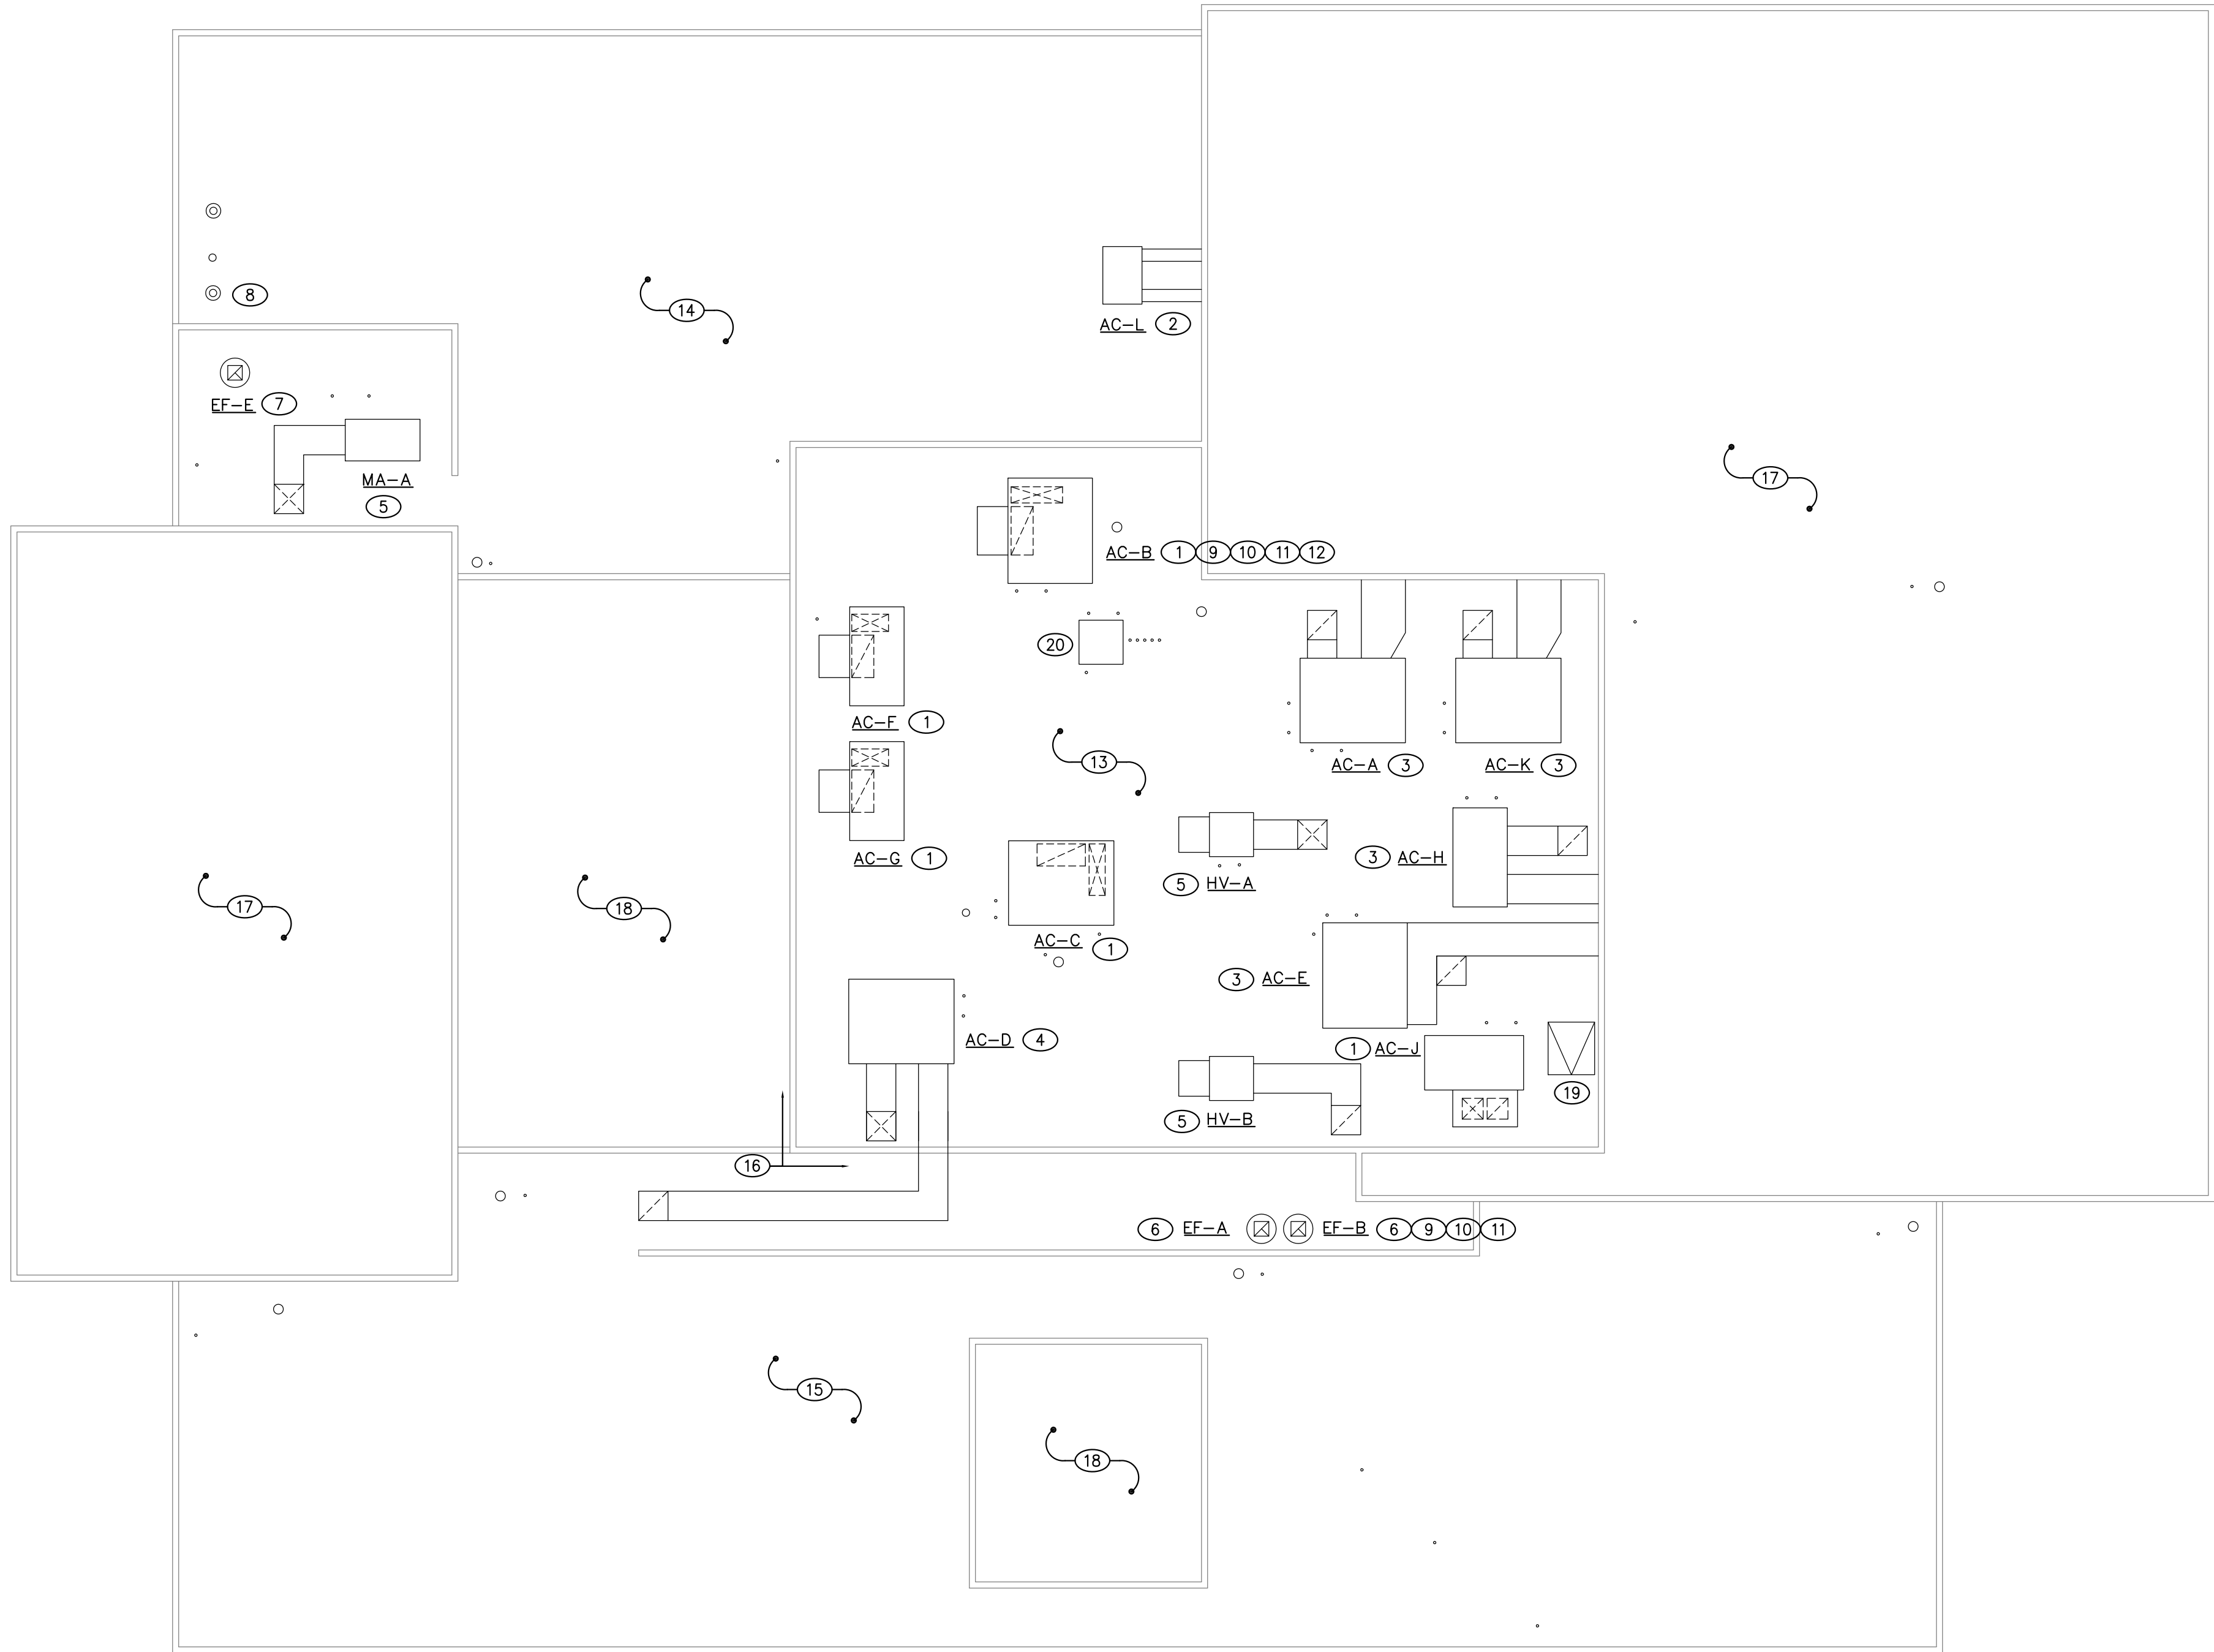 8
14
AC-L 2
EF-E 7
MA-A
5
17
AC-B 1 9 10 11 12
20
AC-F 1
13
AC-A 3
AC-K 3
AC-G 1
3 AC-H
5 HV-A
17
18
AC-C 1
3 AC-E
AC-D 4
1 AC-J
19
5 HV-B
16
6 EF-A
EF-B 6 9 10 11
15
18